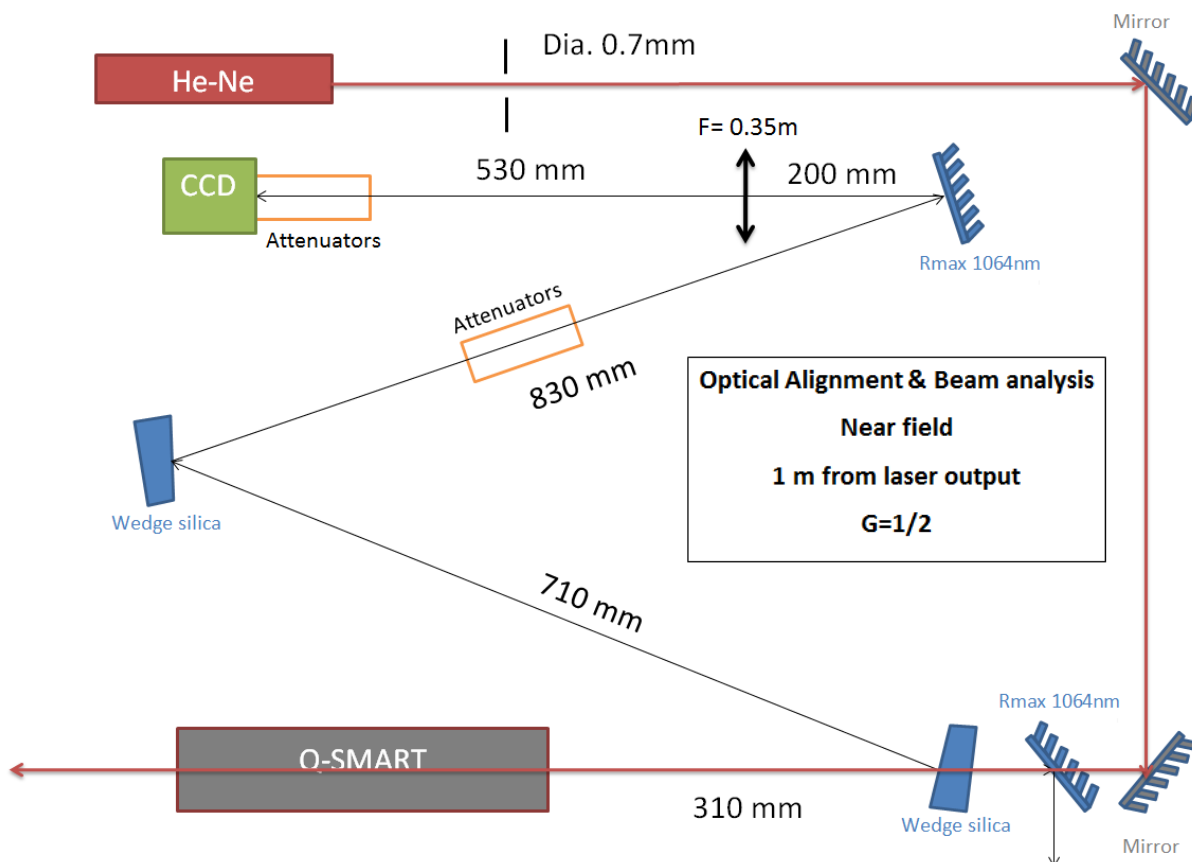 Mirror
Dia. 0.7mm
He-Ne
F= 0.35m
CCD
530 mm
200 mm
Attenuators
Rmax 1064nm
Attenuators
830 mm
Optical Alignment & Beam analysis
Near field
1 m from laser output
G=1/2
Wedge silica
710 mm
Rmax 1064nm
Q-SMART
310 mm
Wedge silica
Mirror